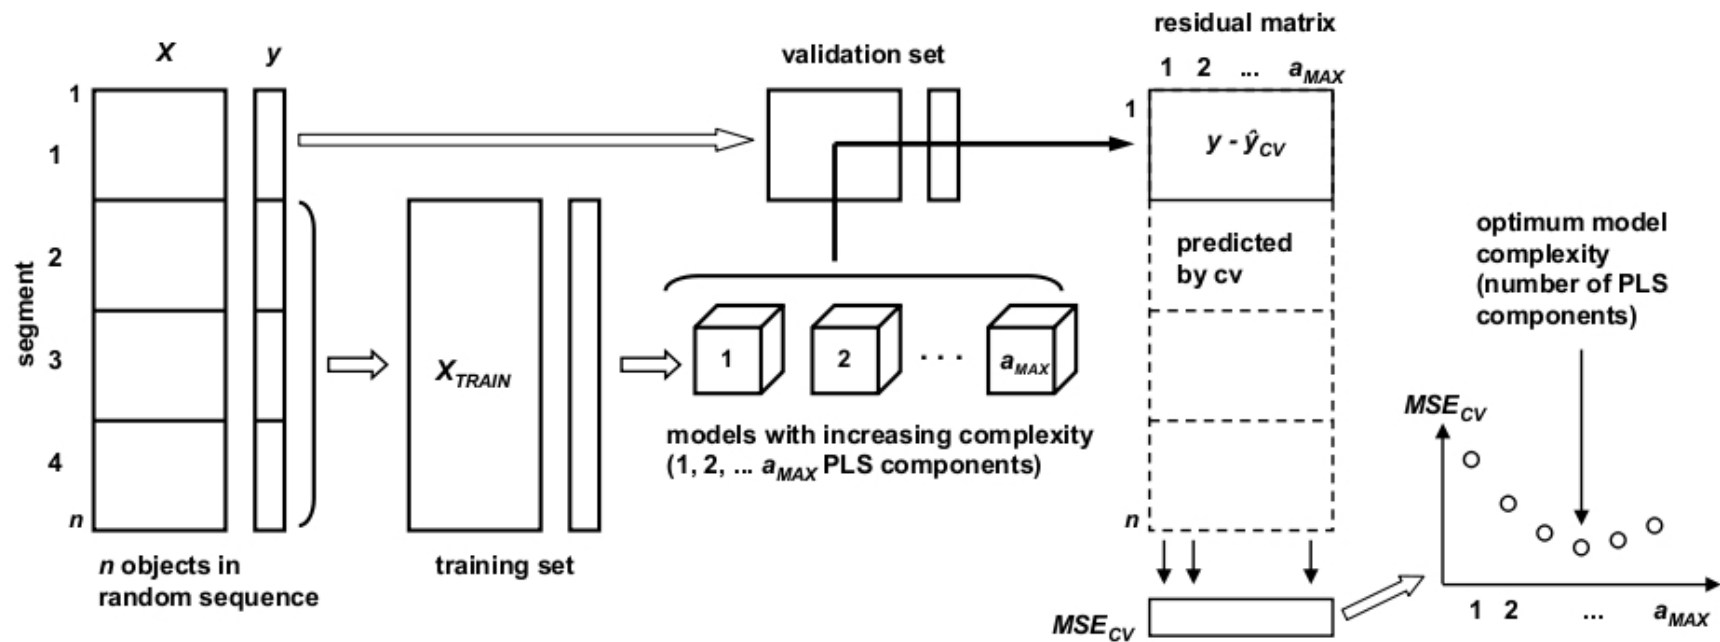 X
y
1
segment
1
2
3
4
n
n objects in
random sequence
X_TRAIN
training set
validation set
1
2
. . .
a_MAX
models with increasing complexity
(1, 2, ... a_MAX PLS components)
residual matrix
1 2 ... a_MAX
1
y - ŷ_CV
predicted
by cv
n
MSE_CV
optimum model
complexity
(number of PLS
components)
MSE_CV
1 2 ... a_MAX